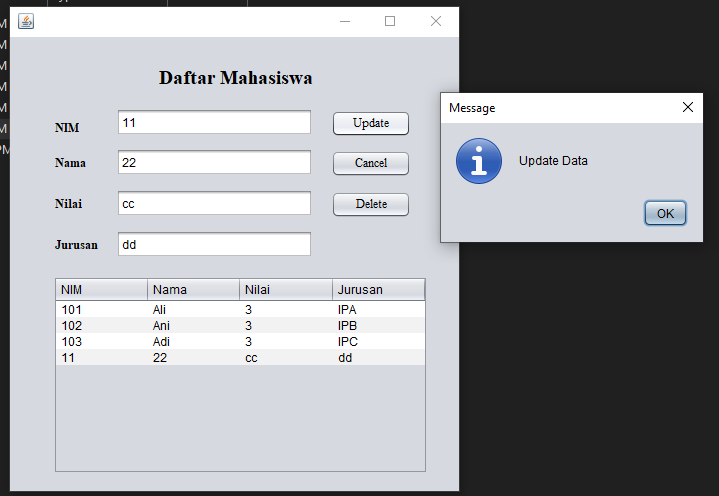 Daftar Mahasiswa
NIM 11 Update
Nama 22 Cancel
Nilai cc Delete
Jurusan dd
NIM Nama Nilai Jurusan
101 Ali 3 IPA
102 Ani 3 IPB
103 Adi 3 IPC
11 22 cc dd
Message
Update Data
OK